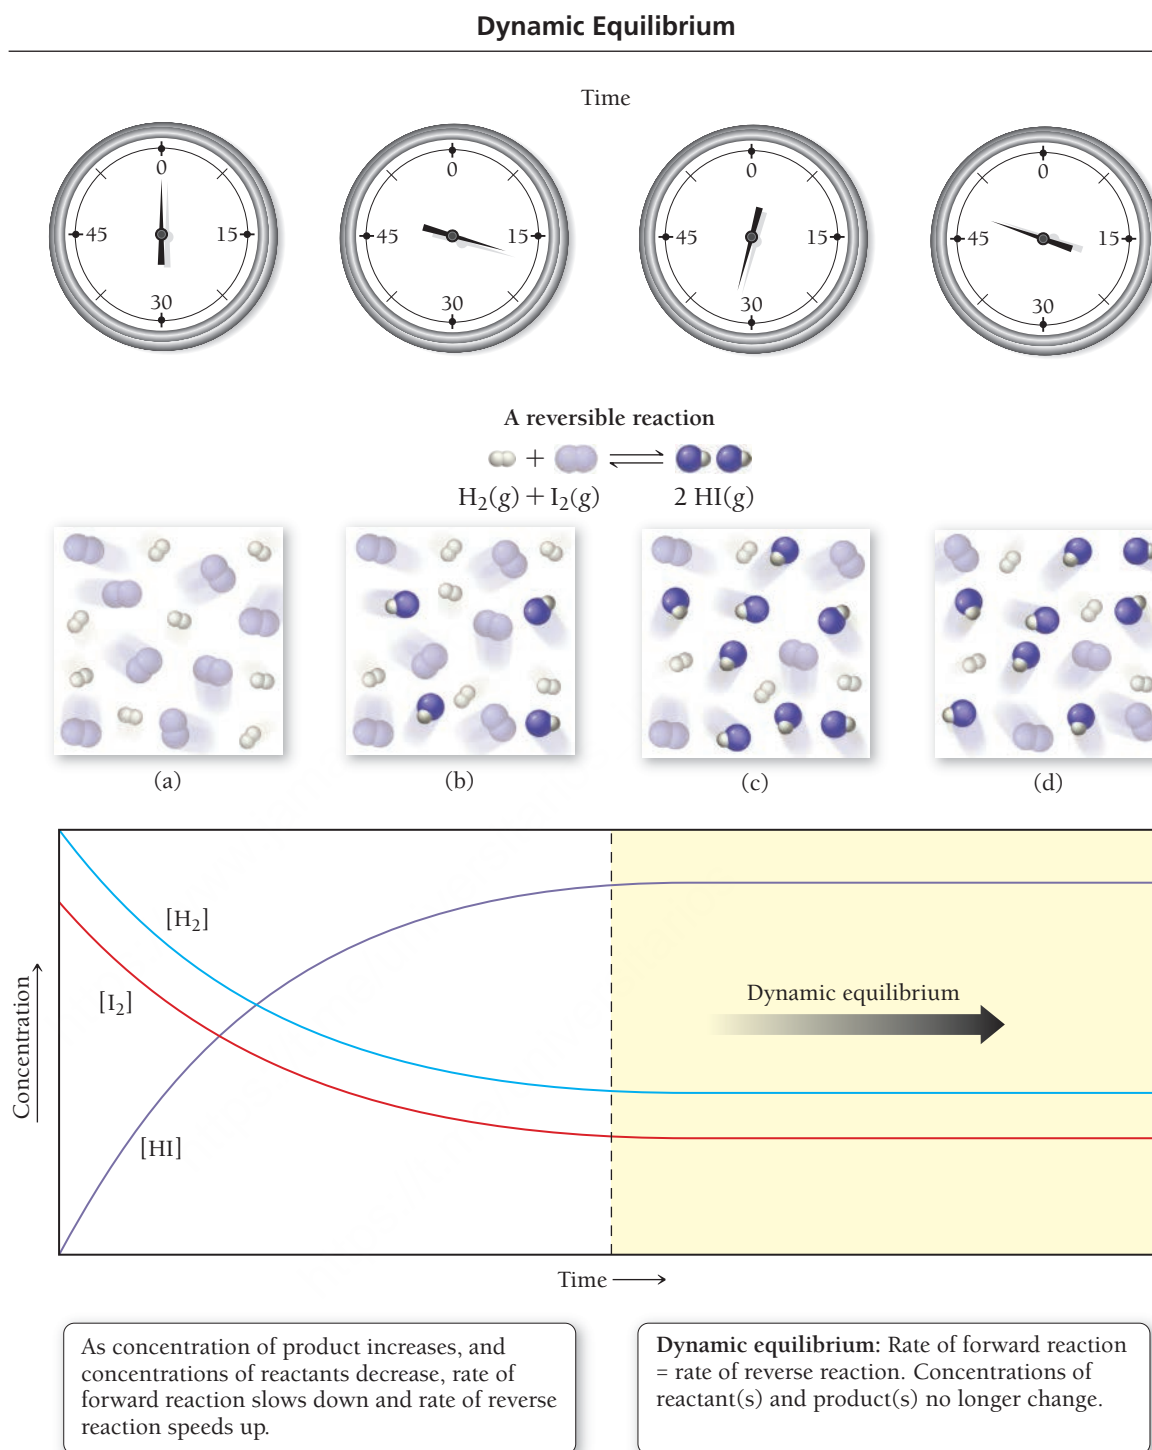 Dynamic Equilibrium
Time
0
15
30
45
0
15
30
45
0
15
30
45
0
15
30
45
A reversible reaction
+
H₂(g) + I₂(g) 2 HI(g)
(a) (b) (c) (d)
[H₂]
[I₂]
[HI]
Dynamic equilibrium
Concentration
Time
As concentration of product increases, and
concentrations of reactants decrease, rate of
forward reaction slows down and rate of reverse
reaction speeds up.
Dynamic equilibrium: Rate of forward reaction
= rate of reverse reaction. Concentrations of
reactant(s) and product(s) no longer change.